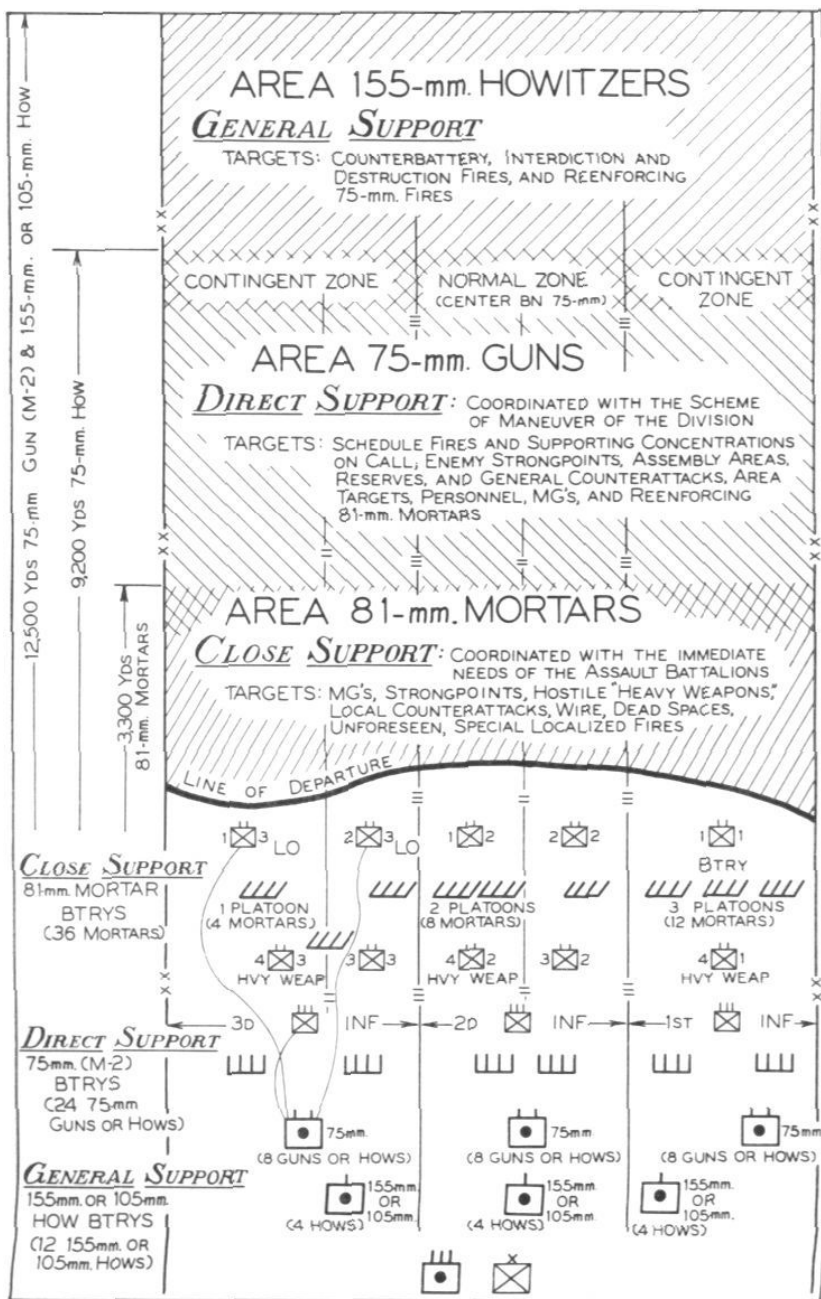 AREA 155-mm. HOWITZERS
GENERAL SUPPORT
TARGETS: COUNTERBATTERY, INTERDICTION AND
DESTRUCTION FIRES, AND REENFORCING
75-mm. FIRES
12,500 YDS 75-mm GUN (M-2) & 155-mm. OR 105-mm. HOW
9,200 YDS 75-mm. HOW
3,300 YDS
81-mm. MORTARS
CONTINGENT ZONE
NORMAL ZONE
(CENTER BN 75-mm)
CONTINGENT
ZONE
AREA 75-mm. GUNS
DIRECT SUPPORT: COORDINATED WITH THE SCHEME
OF MANEUVER OF THE DIVISION
TARGETS: SCHEDULE FIRES AND SUPPORTING CONCENTRATIONS
ON CALL; ENEMY STRONGPOINTS, ASSEMBLY AREAS,
RESERVES, AND GENERAL COUNTERATTACKS, AREA
TARGETS, PERSONNEL, MG'S, AND REENFORCING
81-mm. MORTARS
AREA 81-mm. MORTARS
CLOSE SUPPORT: COORDINATED WITH THE IMMEDIATE
NEEDS OF THE ASSAULT BATTALIONS
TARGETS: MG'S, STRONGPOINTS, HOSTILE "HEAVY WEAPONS,"
LOCAL COUNTERATTACKS, WIRE, DEAD SPACES,
UNFORESEEN, SPECIAL LOCALIZED FIRES
LINE OF DEPARTURE
1 3 LO
2 3 LO
1 2
2 2
1 1
BTRY
CLOSE SUPPORT
81-mm. MORTAR
BTRYS
(36 MORTARS)
1 PLATOON
(4 MORTARS)
2 PLATOONS
(8 MORTARS)
3 PLATOONS
(12 MORTARS)
4 3
HVY WEAP
3 3
4 2
HVY WEAP
3 2
4 1
HVY WEAP
3D INF
2D INF
1ST INF
DIRECT SUPPORT
75-mm. (M-2)
BTRYS
(24 75-mm
GUNS OR HOWS)
75mm.
(8 GUNS OR HOWS)
75mm.
(8 GUNS OR HOWS)
75mm
(8 GUNS OR HOWS)
GENERAL SUPPORT
155mm. OR 105mm.
HOW BTRYS
(12 155mm. OR
105mm. HOWS)
155mm.
OR
105mm.
(4 HOWS)
155mm.
OR
105mm.
(4 HOWS)
155mm.
OR
105mm.
(4 HOWS)